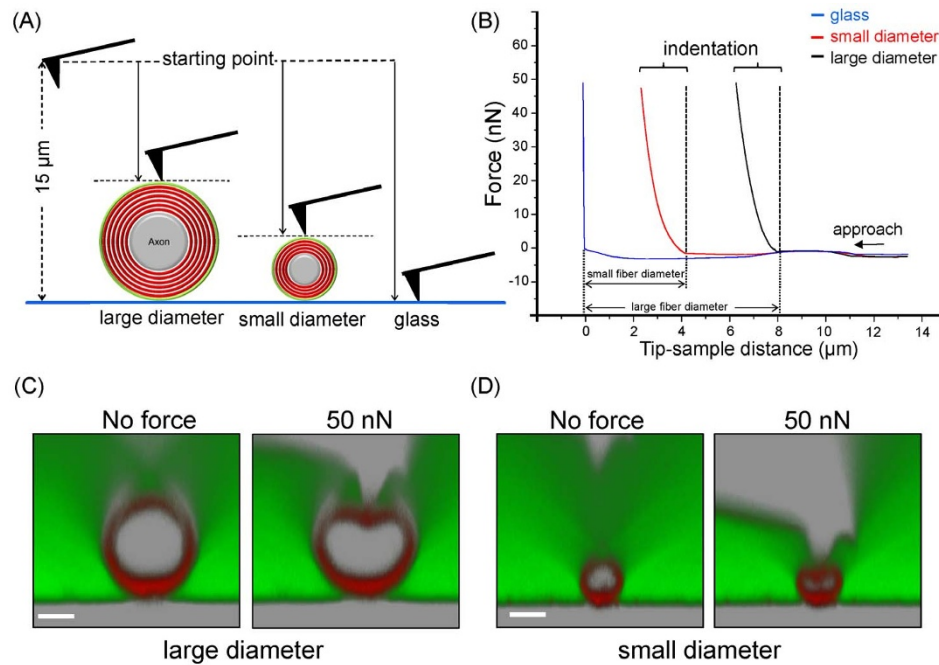 (A)
starting point
15 µm
Axon
large diameter
small diameter
glass
(B)
glass
small diameter
large diameter
indentation
Force (nN)
60
50
40
30
20
10
0
-10
approach
small fiber diameter
large fiber diameter
0 2 4 6 8 10 12 14
Tip-sample distance (µm)
(C)
No force 50 nN
large diameter
(D)
No force 50 nN
small diameter